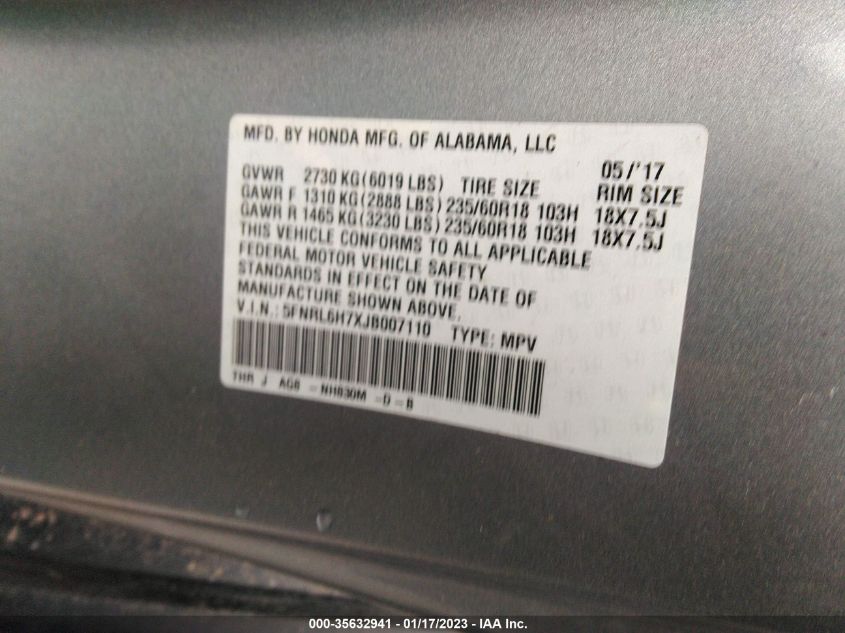 MFD. BY HONDA MFG. OF ALABAMA, LLC
05/'17
GVWR 2730 KG(6019 LBS) TIRE SIZE RIM SIZE
GAWR F 1310 KG(2888 LBS) 235/60R18 103H 18X7.5J
GAWR R 1465 KG(3230 LBS) 235/60R18 103H 18X7.5J
THIS VEHICLE CONFORMS TO ALL APPLICABLE
FEDERAL MOTOR VEHICLE SAFETY
STANDARDS IN EFFECT ON THE DATE OF
MANUFACTURE SHOWN ABOVE.
V.I.N.: 5FNRL6H7XJB007110 TYPE: MPV
THR J AG8 - NH830M -D-B
000-35632941 - 01/17/2023 - IAA Inc.